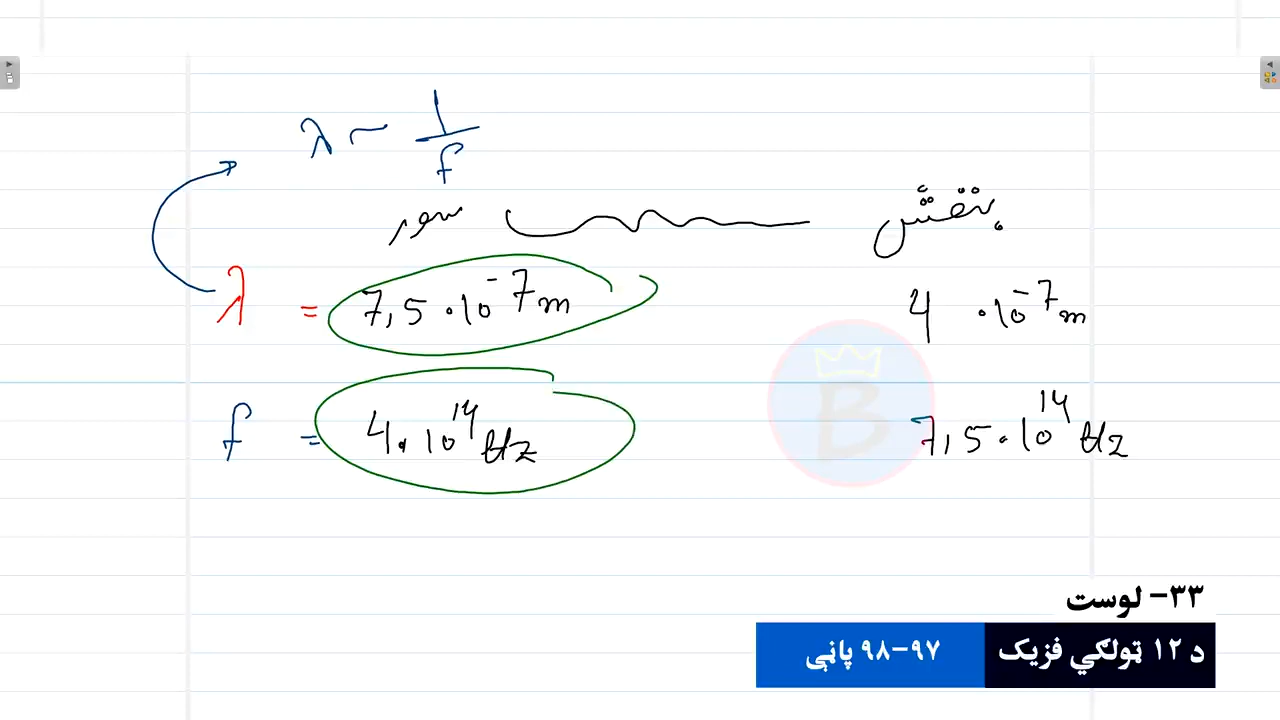 λ ~ 1/f
سور بنفش
λ = 7,5 · 10⁻⁷ m 4 · 10⁻⁷ m
f = 4 · 10¹⁴ Hz 7,5 · 10¹⁴ Hz
B
۳۳- لوست
د ۱۲ ټولګي فزیک ۹۷-۹۸ پاڼې